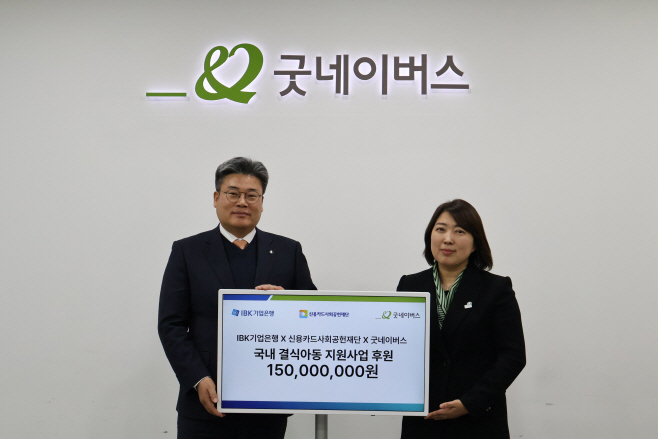 굿네이버스
IBK기업은행 신용카드사회공헌재단 굿네이버스
IBK기업은행 X 신용카드사회공헌재단 X 굿네이버스
국내 결식아동 지원사업 후원
150,000,000원